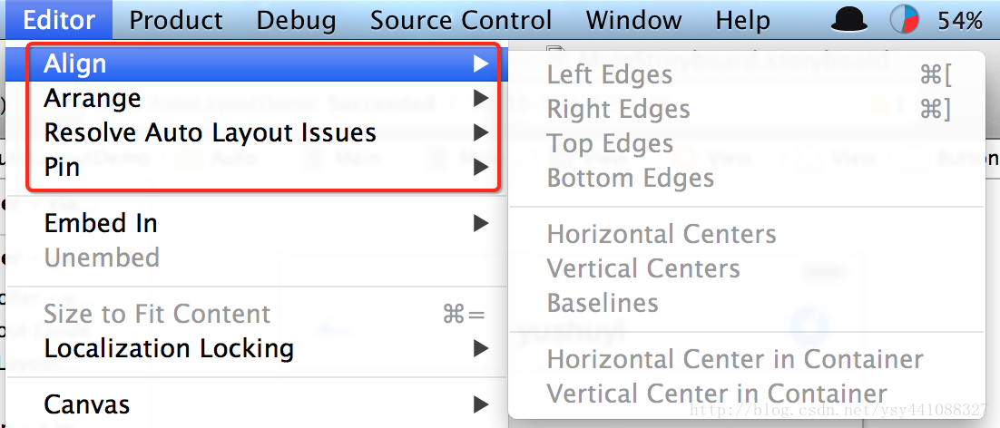 Editor Product Debug Source Control Window Help 54%
Align
Arrange
Resolve Auto Layout Issues
Pin
Embed In
Unembed
Size to Fit Content ⌘=
Localization Locking
Canvas
Left Edges ⌘[
Right Edges ⌘]
Top Edges
Bottom Edges
Horizontal Centers
Vertical Centers
Baselines
yushuyi
Horizontal Center in Container
Vertical Center in Container
http://blog.csdn.net/ysy441088327